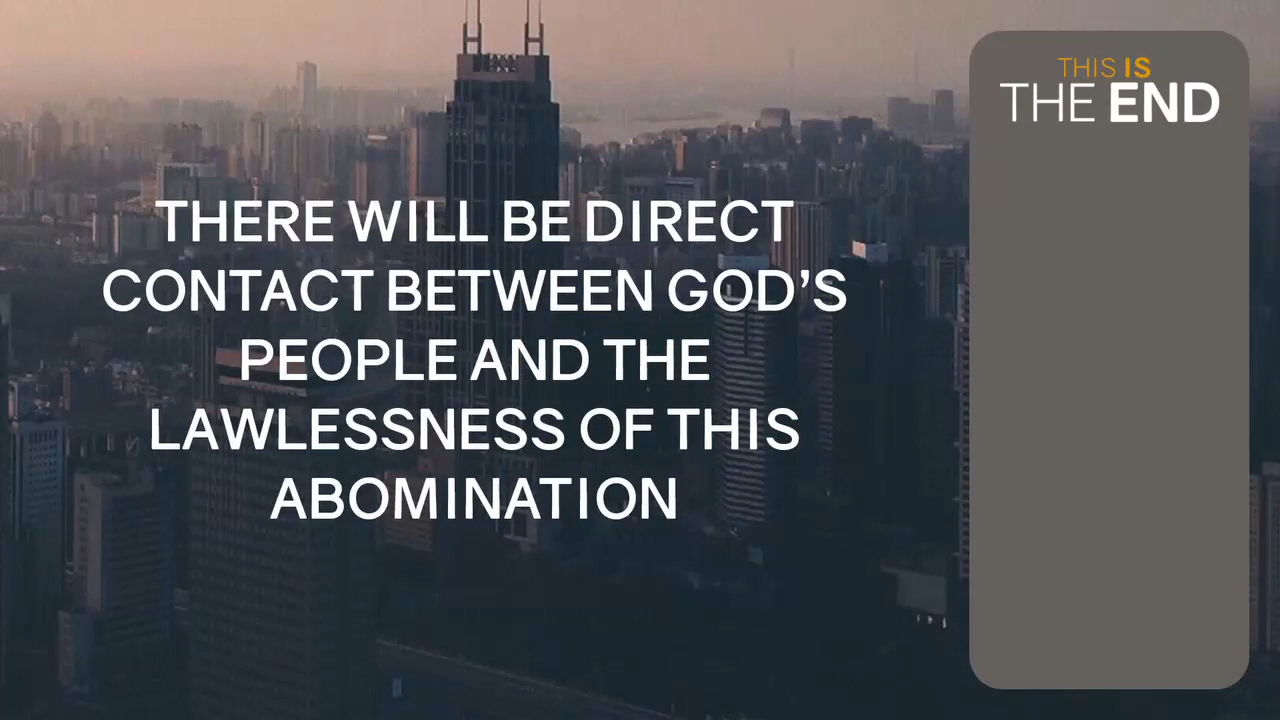 THERE WILL BE DIRECT
CONTACT BETWEEN GOD’S
PEOPLE AND THE
LAWLESSNESS OF THIS
ABOMINATION
THIS IS
THE END